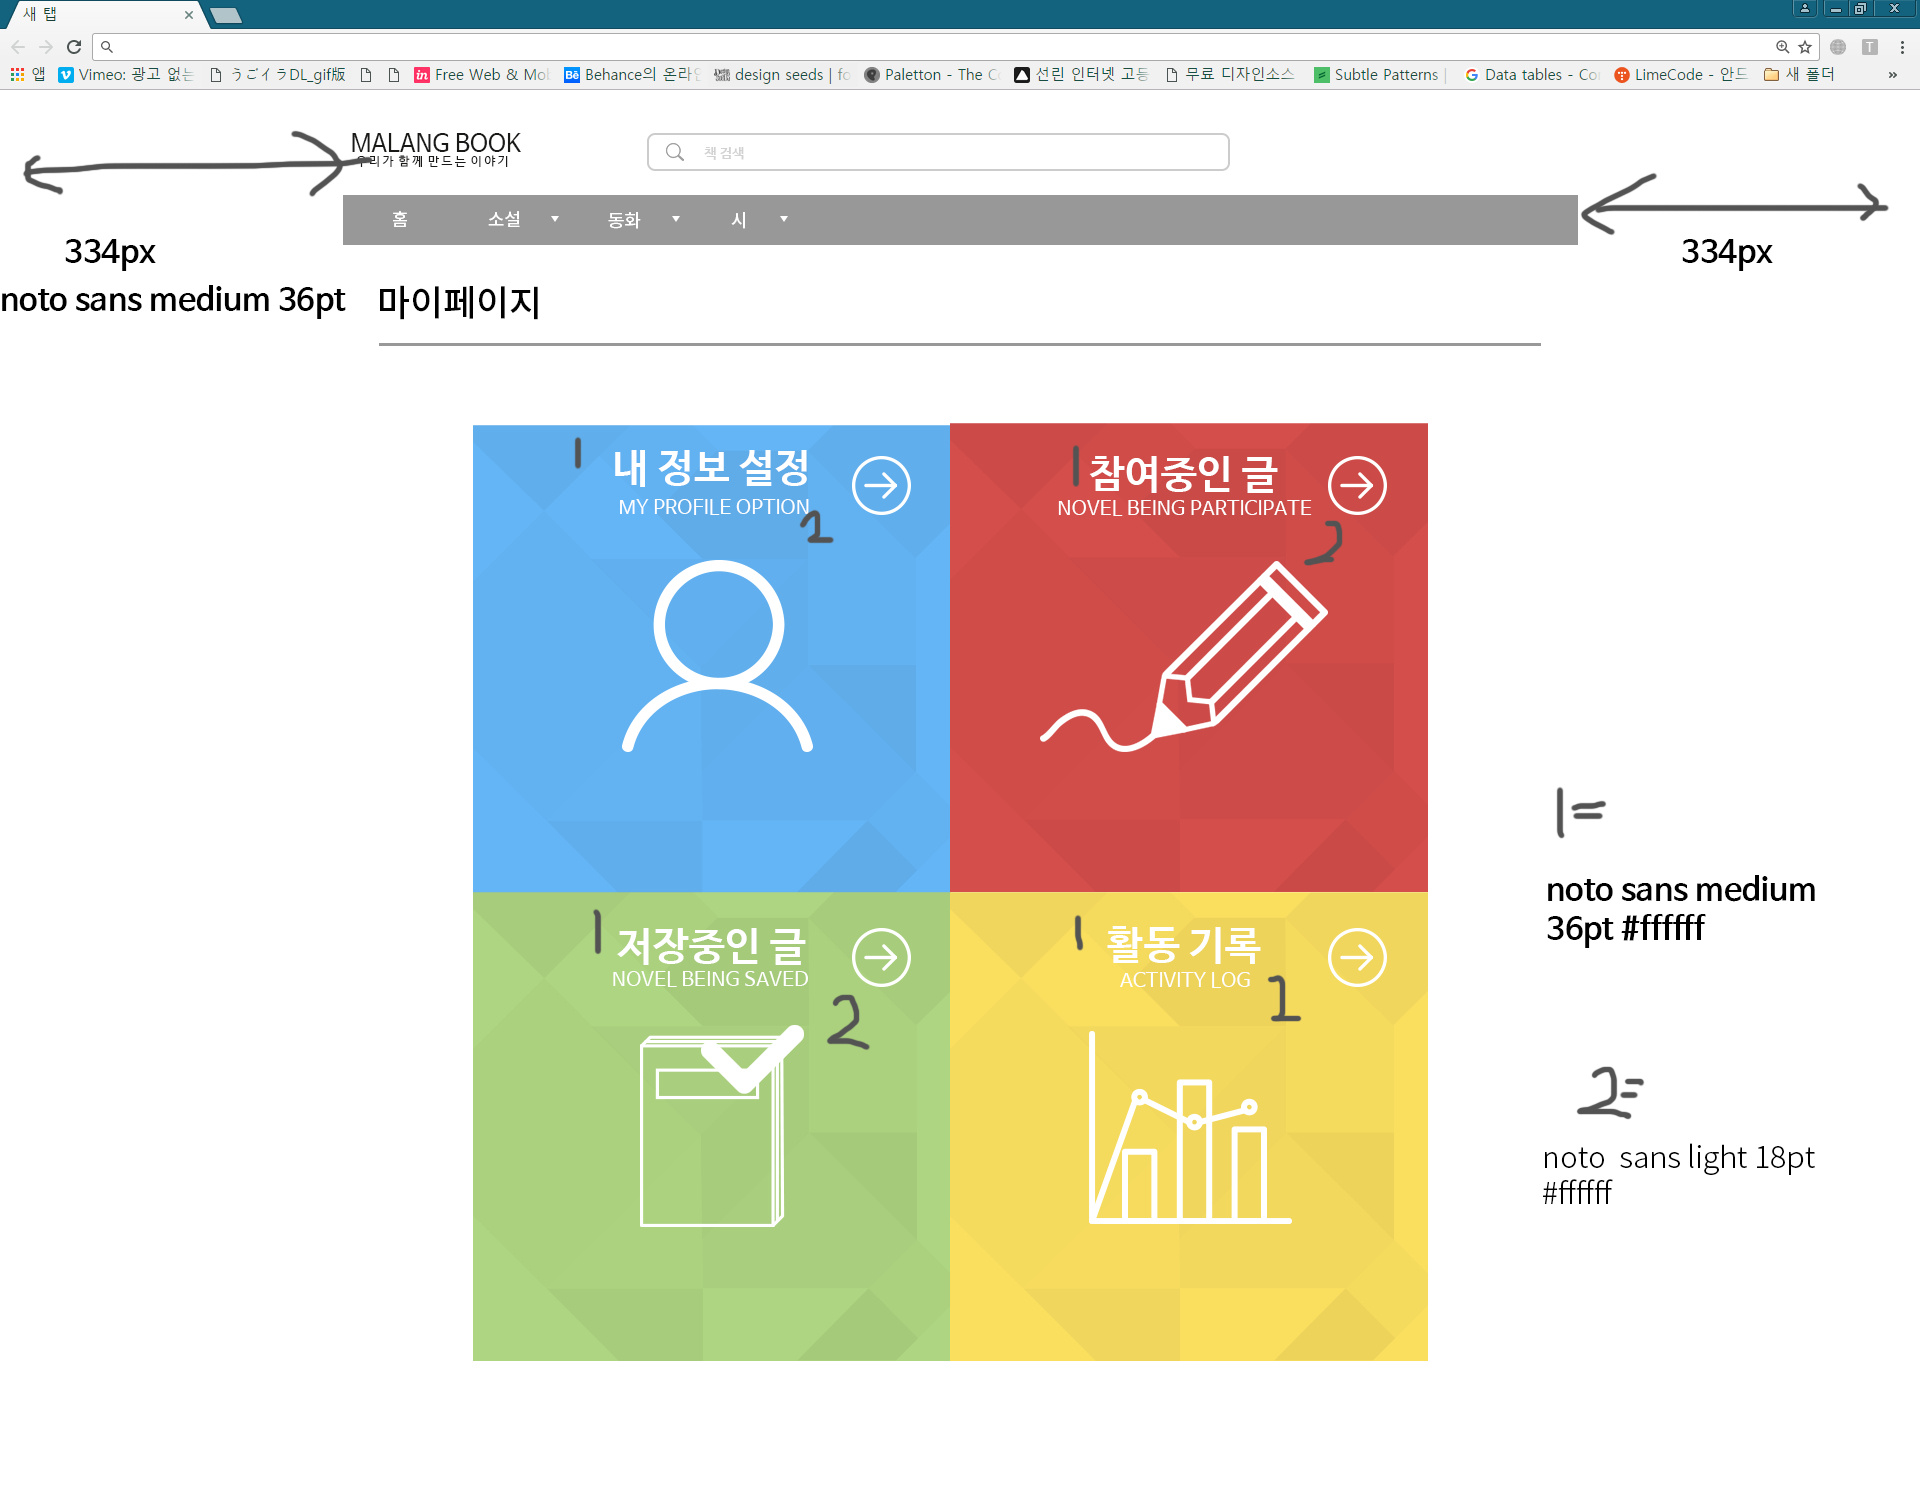 새 탭
앱 Vimeo: 광고 없는 うごイラDL_gif版 Free Web & Mob Behance의 온라인 design seeds | fo Paletton - The Co 선린 인터넷 고등 무료 디자인소스 Subtle Patterns | Google Data tables - Co LimeCode - 안드 새 폴더 »
MALANG BOOK
우리가 함께 만드는 이야기
책 검색
홈 소설 동화 시
334px
334px
noto sans medium 36pt
마이페이지
1 내 정보 설정
MY PROFILE OPTION
1
1 참여중인 글
NOVEL BEING PARTICIPATE
2
1 저장중인 글
NOVEL BEING SAVED
2
1 활동 기록
ACTIVITY LOG
1
1=
noto sans medium
36pt #ffffff
2=
noto sans light 18pt
#ffffff